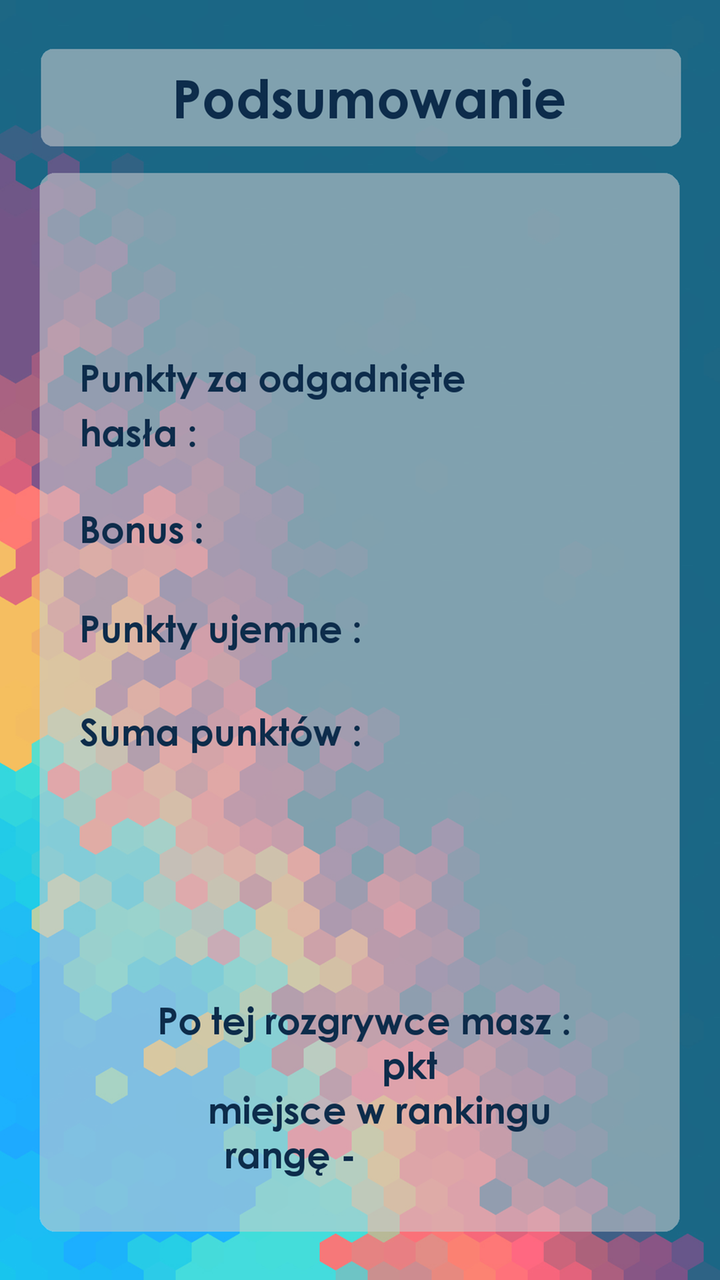 Podsumowanie
Punkty za odgadnięte
hasła :
Bonus :
Punkty ujemne :
Suma punktów :
Po tej rozgrywce masz :
pkt
miejsce w rankingu
rangę -